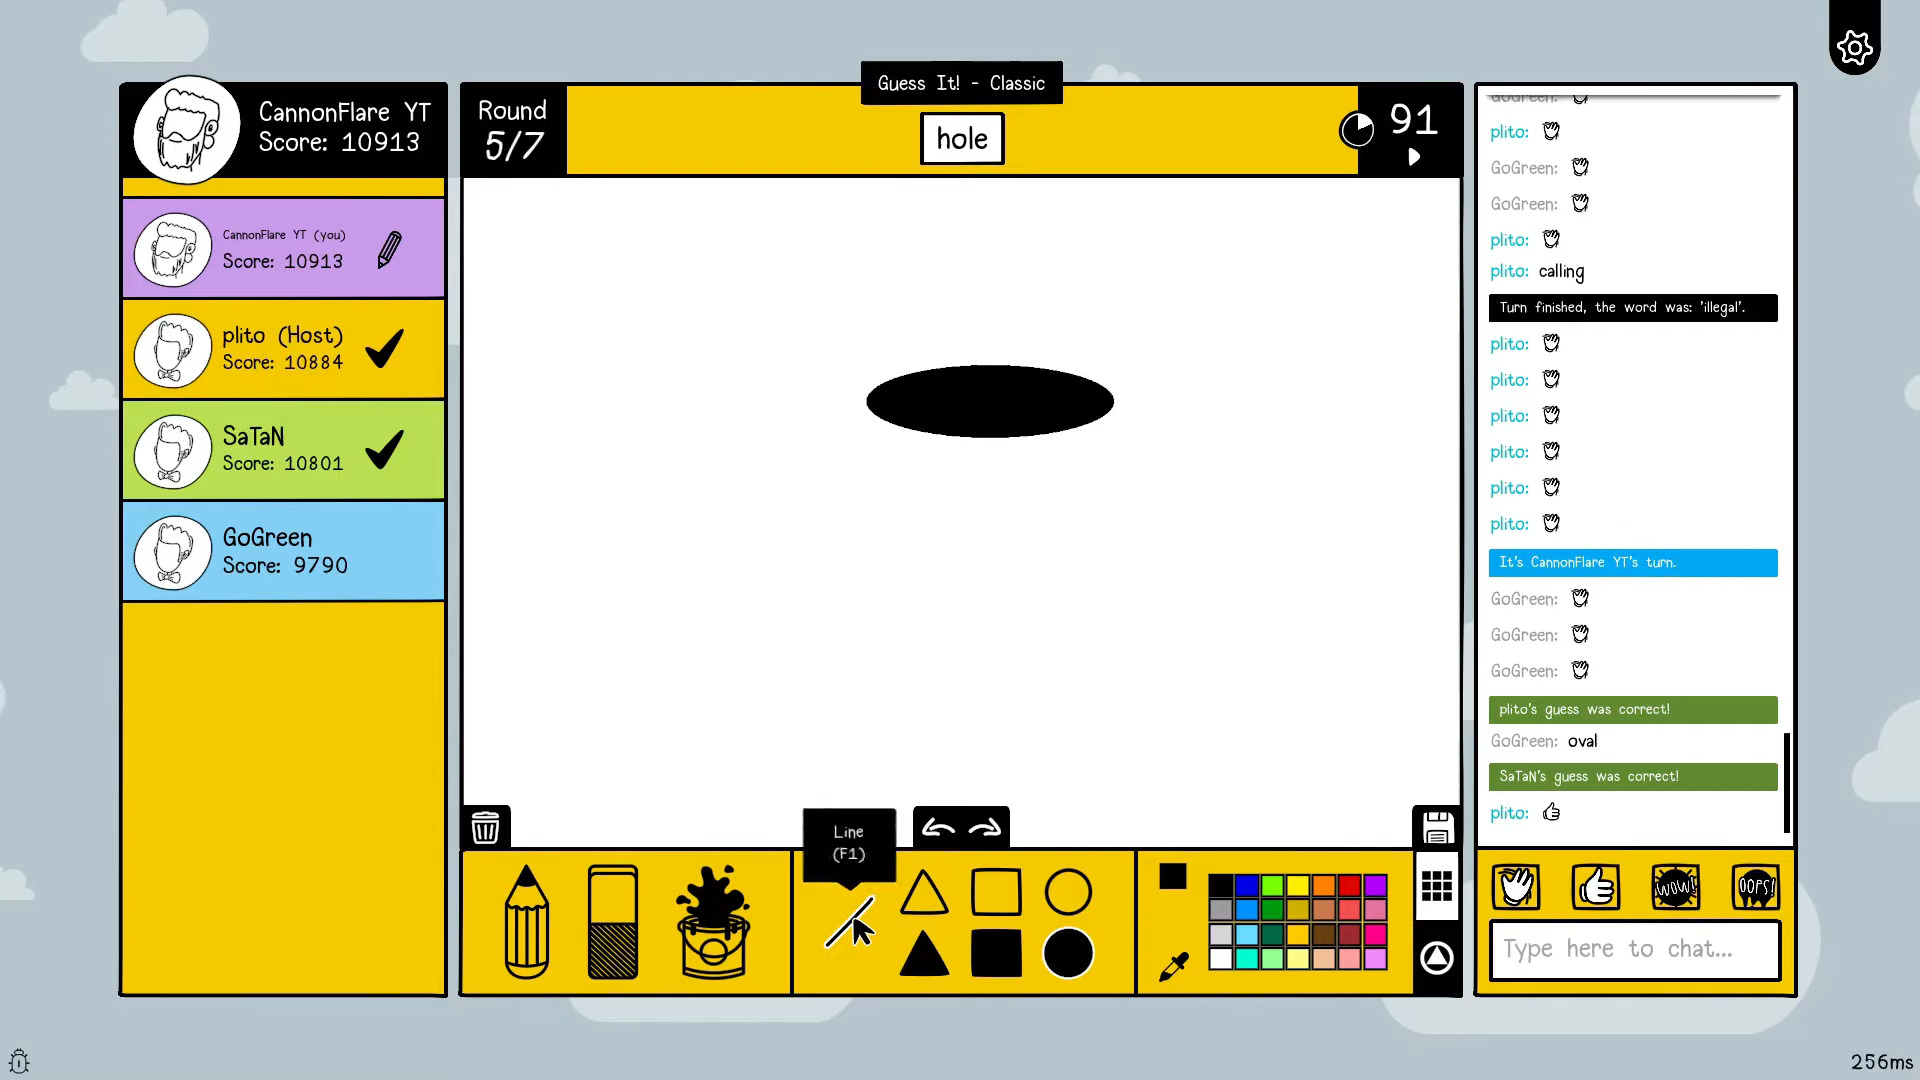 Guess It! - Classic
CannonFlare YT
Score: 10913
Round
5/7
hole
91
CannonFlare YT (you)
Score: 10913
plito (Host)
Score: 10884
SaTaN
Score: 10801
GoGreen
Score: 9790
GoGreen:
plito:
GoGreen:
GoGreen:
plito:
plito: calling
Turn finished, the word was: 'illegal'.
plito:
plito:
plito:
plito:
plito:
plito:
It's CannonFlare YT's turn.
GoGreen:
GoGreen:
GoGreen:
plito's guess was correct!
GoGreen: oval
SaTaN's guess was correct!
plito:
Line
(F1)
WOW!
OOPS!
Type here to chat...
256ms